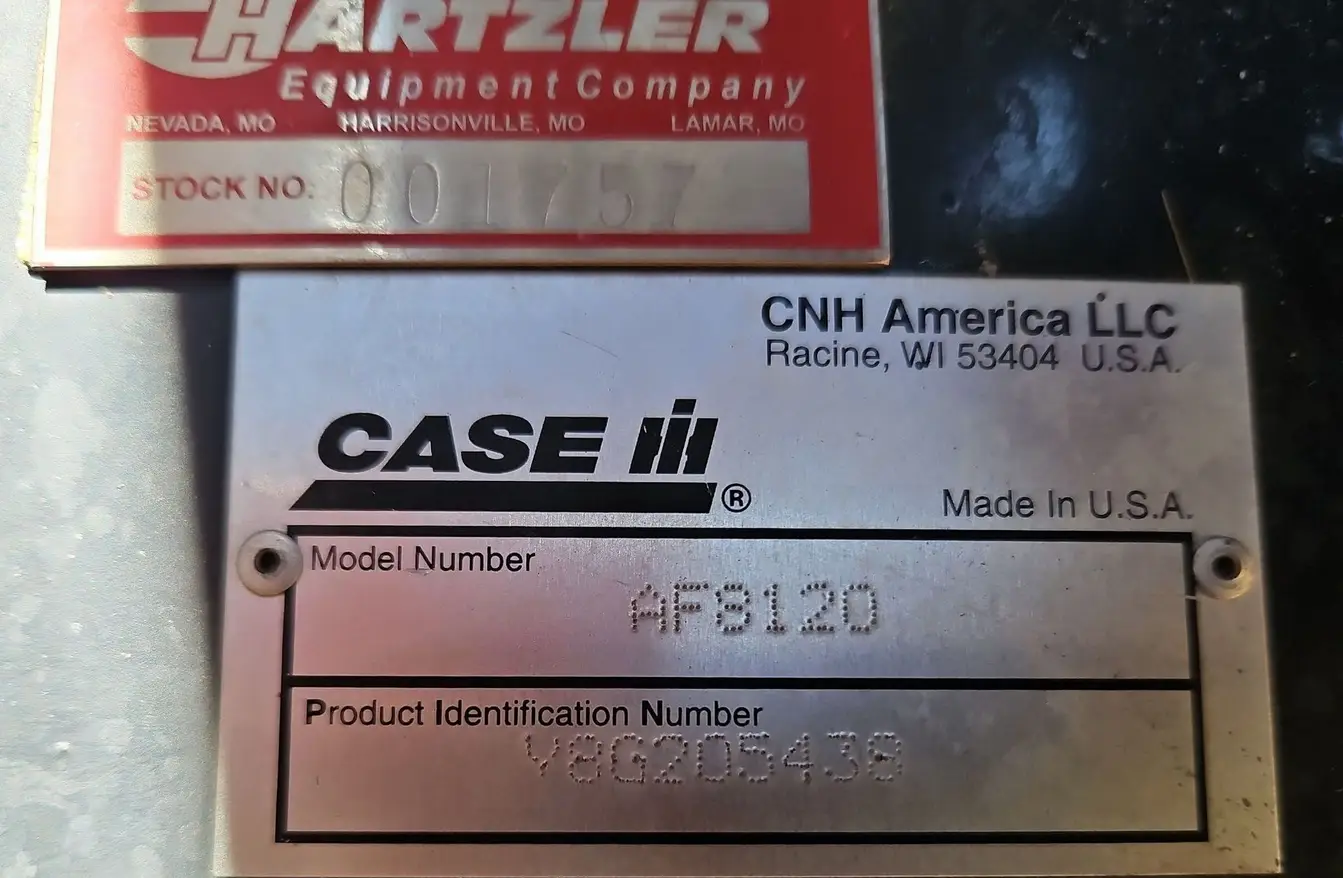 HARTZLER
Equipment Company
NEVADA, MO HARRISONVILLE, MO LAMAR, MO
STOCK NO. 001757
CNH America LLC
Racine, WI 53404 U.S.A.
CASE IH®
Made In U.S.A.
Model Number
AF8120
Product Identification Number
Y8G205438